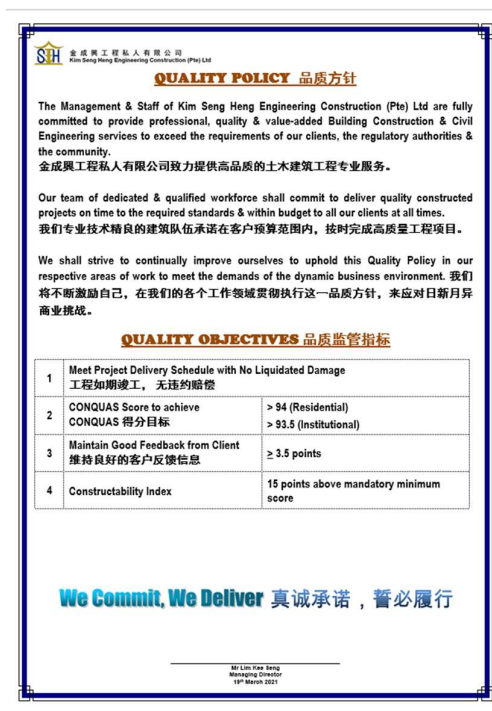 STH
金成興工程私人有限公司
Kim Seng Heng Engineering Construction (Pte) Ltd
QUALITY POLICY 品质方针
The Management & Staff of Kim Seng Heng Engineering Construction (Pte) Ltd are fully
committed to provide professional, quality & value-added Building Construction & Civil
Engineering services to exceed the requirements of our clients, the regulatory authorities &
the community.
金成興工程私人有限公司致力提供高品质的土木建筑工程专业服务。
Our team of dedicated & qualified workforce shall commit to deliver quality constructed
projects on time to the required standards & within budget to all our clients at all times.
我们专业技术精良的建筑队伍承诺在客户预算范围内，按时完成高质量工程项目。
We shall strive to continually improve ourselves to uphold this Quality Policy in our
respective areas of work to meet the demands of the dynamic business environment. 我们
将不断激励自己，在我们的各个工作领域贯彻执行这一品质方针，来应对日新月异
商业挑战。
QUALITY OBJECTIVES 品质监管指标
1 Meet Project Delivery Schedule with No Liquidated Damage
工程如期竣工， 无违约赔偿
2 CONQUAS Score to achieve > 94 (Residential)
CONQUAS 得分目标 > 93.5 (Institutional)
3 Maintain Good Feedback from Client ≥ 3.5 points
维持良好的客户反馈信息
4 Constructability Index 15 points above mandatory minimum
score
We Commit, We Deliver 真诚承诺，誓必履行
Mr Lim Kee Seng
Managing Director
19th March 2021